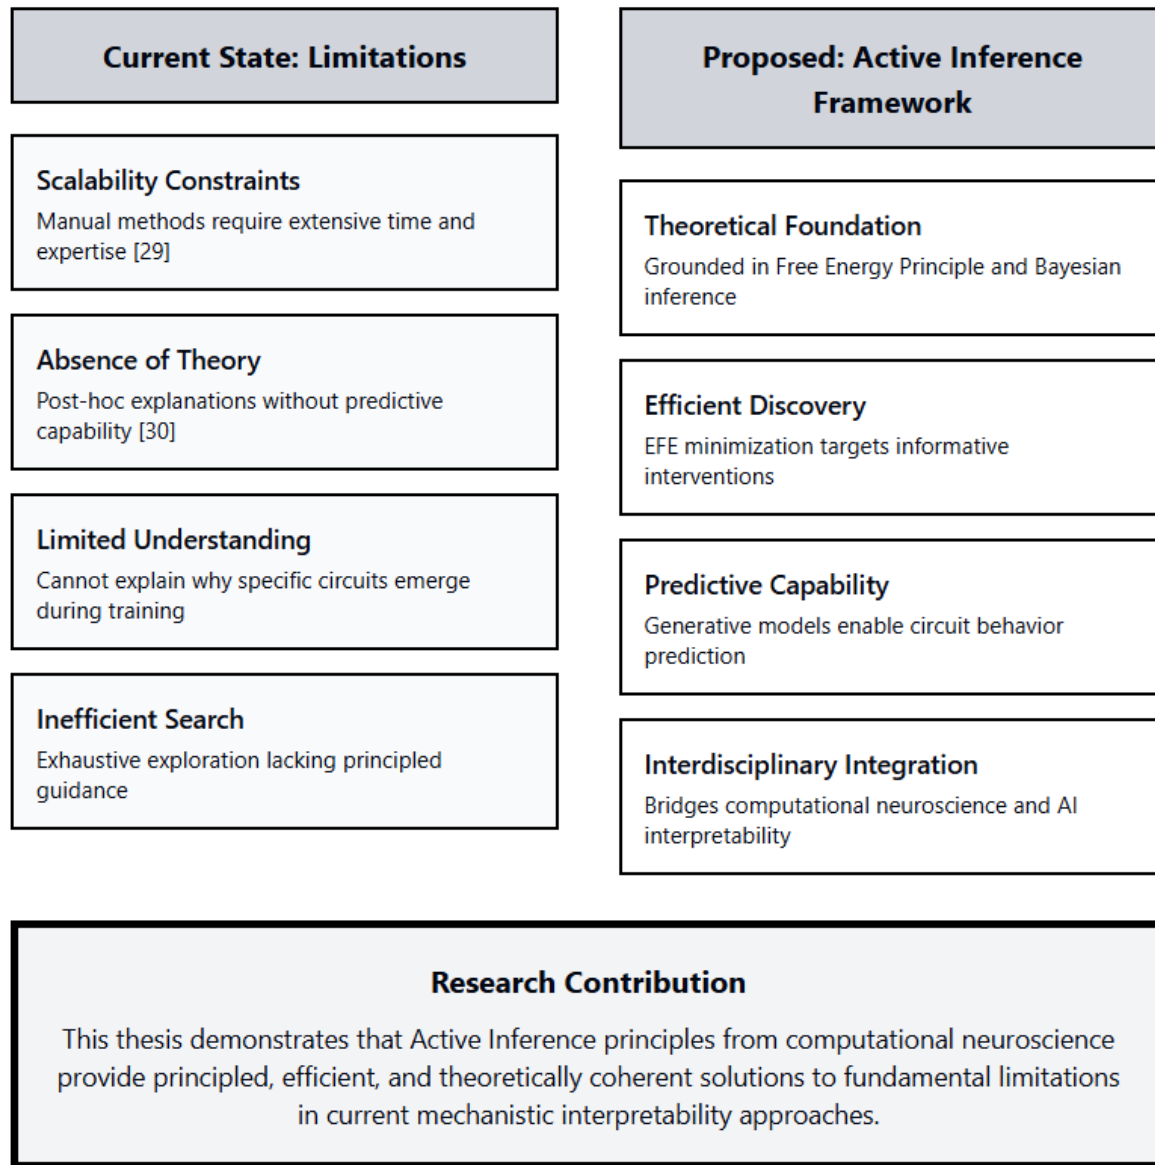 Current State: Limitations
Scalability Constraints
Manual methods require extensive time and
expertise [29]
Absence of Theory
Post-hoc explanations without predictive
capability [30]
Limited Understanding
Cannot explain why specific circuits emerge
during training
Inefficient Search
Exhaustive exploration lacking principled
guidance
Proposed: Active Inference
Framework
Theoretical Foundation
Grounded in Free Energy Principle and Bayesian
inference
Efficient Discovery
EFE minimization targets informative
interventions
Predictive Capability
Generative models enable circuit behavior
prediction
Interdisciplinary Integration
Bridges computational neuroscience and AI
interpretability
Research Contribution
This thesis demonstrates that Active Inference principles from computational neuroscience
provide principled, efficient, and theoretically coherent solutions to fundamental limitations
in current mechanistic interpretability approaches.